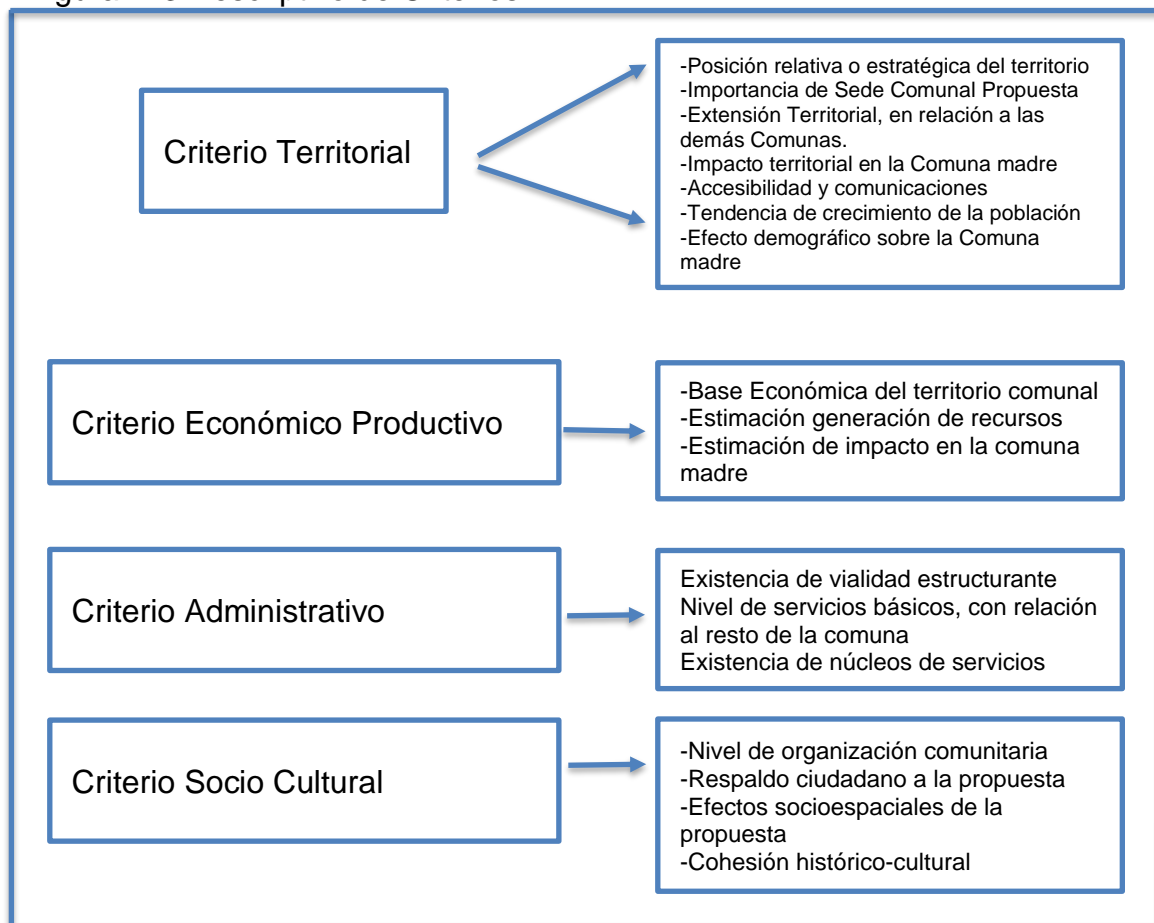 Criterio Territorial
-Posición relativa o estratégica del territorio
-Importancia de Sede Comunal Propuesta
-Extensión Territorial, en relación a las
demás Comunas.
-Impacto territorial en la Comuna madre
-Accesibilidad y comunicaciones
-Tendencia de crecimiento de la población
-Efecto demográfico sobre la Comuna
madre
Criterio Económico Productivo
-Base Económica del territorio comunal
-Estimación generación de recursos
-Estimación de impacto en la comuna
madre
Criterio Administrativo
Existencia de vialidad estructurante
Nivel de servicios básicos, con relación
al resto de la comuna
Existencia de núcleos de servicios
Criterio Socio Cultural
-Nivel de organización comunitaria
-Respaldo ciudadano a la propuesta
-Efectos socioespaciales de la
propuesta
-Cohesión histórico-cultural